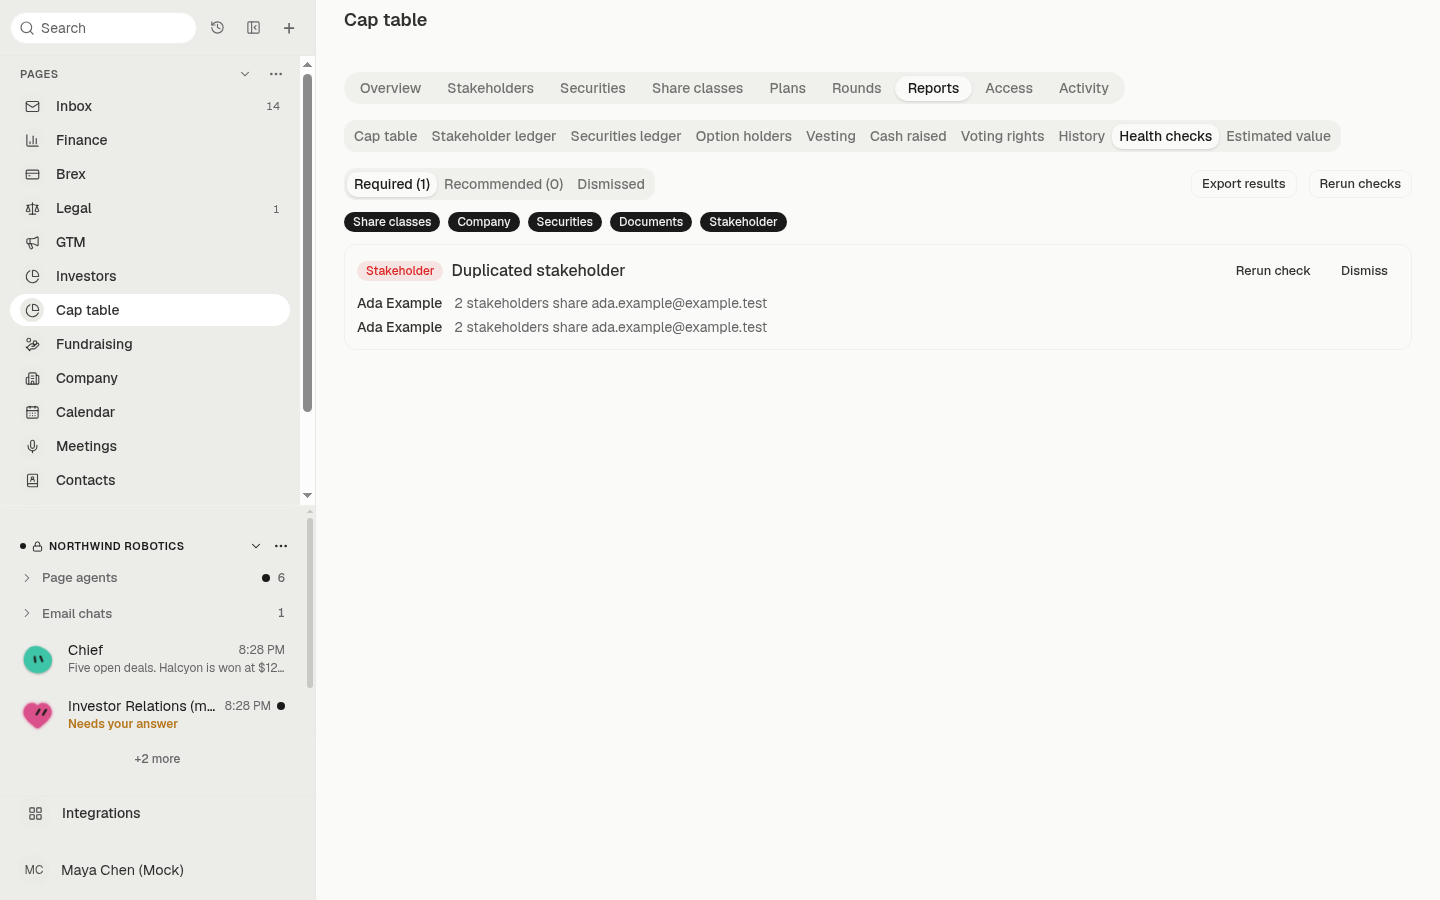 Search
PAGES
Inbox 14
Finance
Brex
Legal 1
GTM
Investors
Cap table
Fundraising
Company
Calendar
Meetings
Contacts
NORTHWIND ROBOTICS
Page agents 6
Email chats 1
Chief 8:28 PM
Five open deals. Halcyon is won at $12...
Investor Relations (m... 8:28 PM
Needs your answer
+2 more
Integrations
MC Maya Chen (Mock)
Cap table
Overview Stakeholders Securities Share classes Plans Rounds Reports Access Activity
Cap table Stakeholder ledger Securities ledger Option holders Vesting Cash raised Voting rights History Health checks Estimated value
Required (1) Recommended (0) Dismissed Export results Rerun checks
Share classes Company Securities Documents Stakeholder
Stakeholder Duplicated stakeholder Rerun check Dismiss
Ada Example 2 stakeholders share ada.example@example.test
Ada Example 2 stakeholders share ada.example@example.test